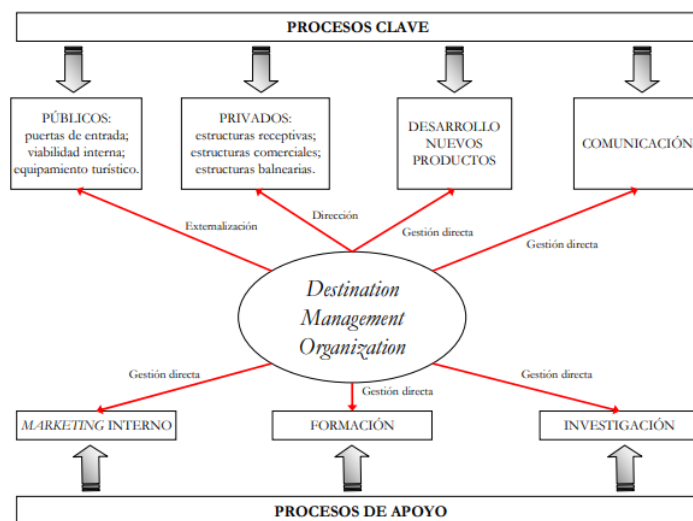 PROCESOS CLAVE
PÚBLICOS:
puertas de entrada;
viabilidad interna;
equipamiento turístico.
PRIVADOS:
estructuras receptivas;
estructuras comerciales;
estructuras balnearias.
DESARROLLO
NUEVOS
PRODUCTOS
COMUNICACIÓN
Externalización
Dirección
Gestión directa
Gestión directa
Destination
Management
Organization
Gestión directa
Gestión directa
Gestión directa
MARKETING INTERNO
FORMACIÓN
INVESTIGACIÓN
PROCESOS DE APOYO